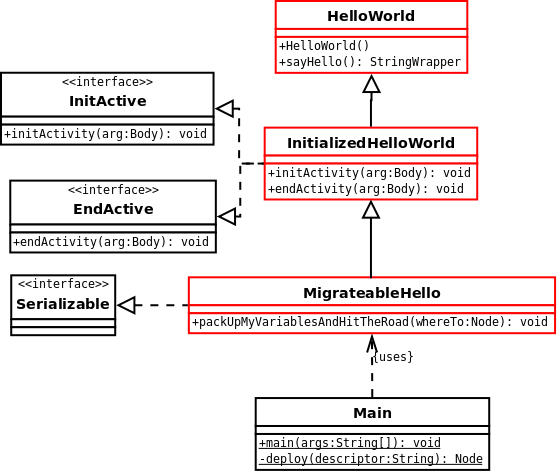 HelloWorld
+HelloWorld()
+sayHello(): StringWrapper
<<interface>>
InitActive
+initActivity(arg:Body): void
InitializedHelloWorld
+initActivity(arg:Body): void
+endActivity(arg:Body): void
<<interface>>
EndActive
+endActivity(arg:Body): void
<<interface>>
Serializable
MigrateableHello
+packUpMyVariablesAndHitTheRoad(whereTo:Node): void
{uses}
Main
+main(args:String[]): void
-deploy(descriptor:String): Node